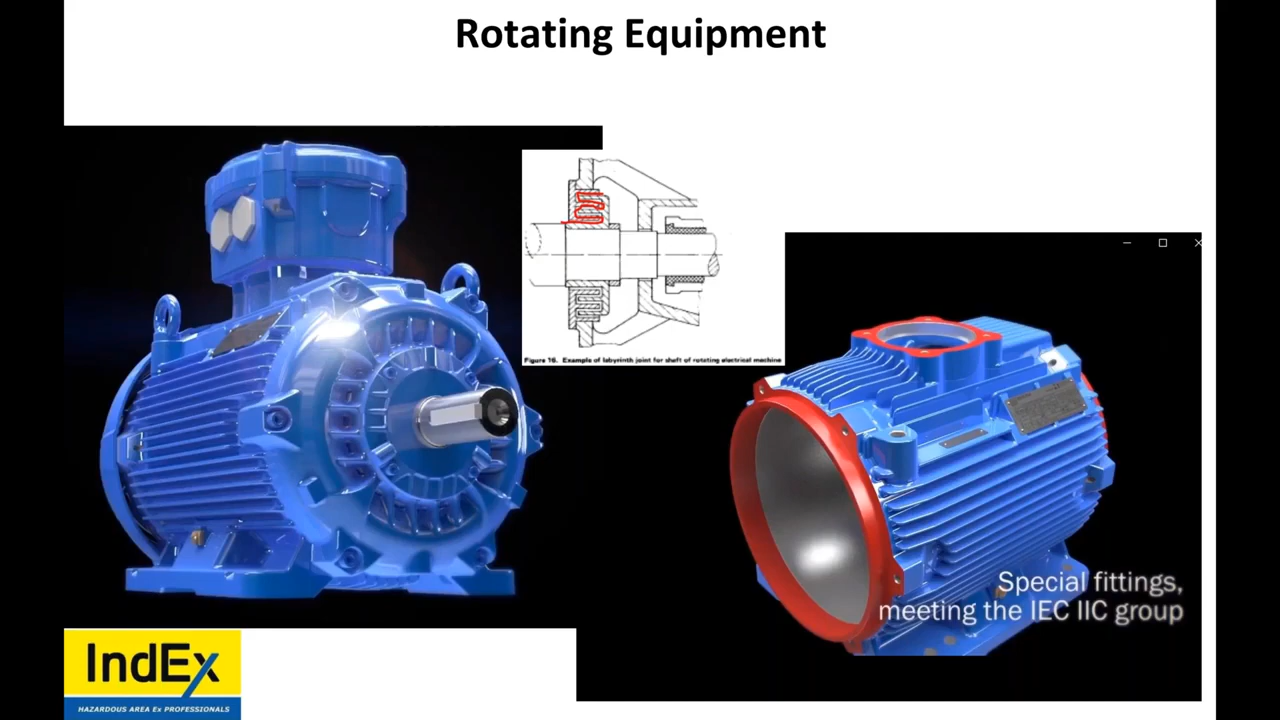 Rotating Equipment
Figure 16. Example of labyrinth joint for shaft of rotating electrical machine
Special fittings,
meeting the IEC IIC group
IndEx
HAZARDOUS AREA Ex PROFESSIONALS